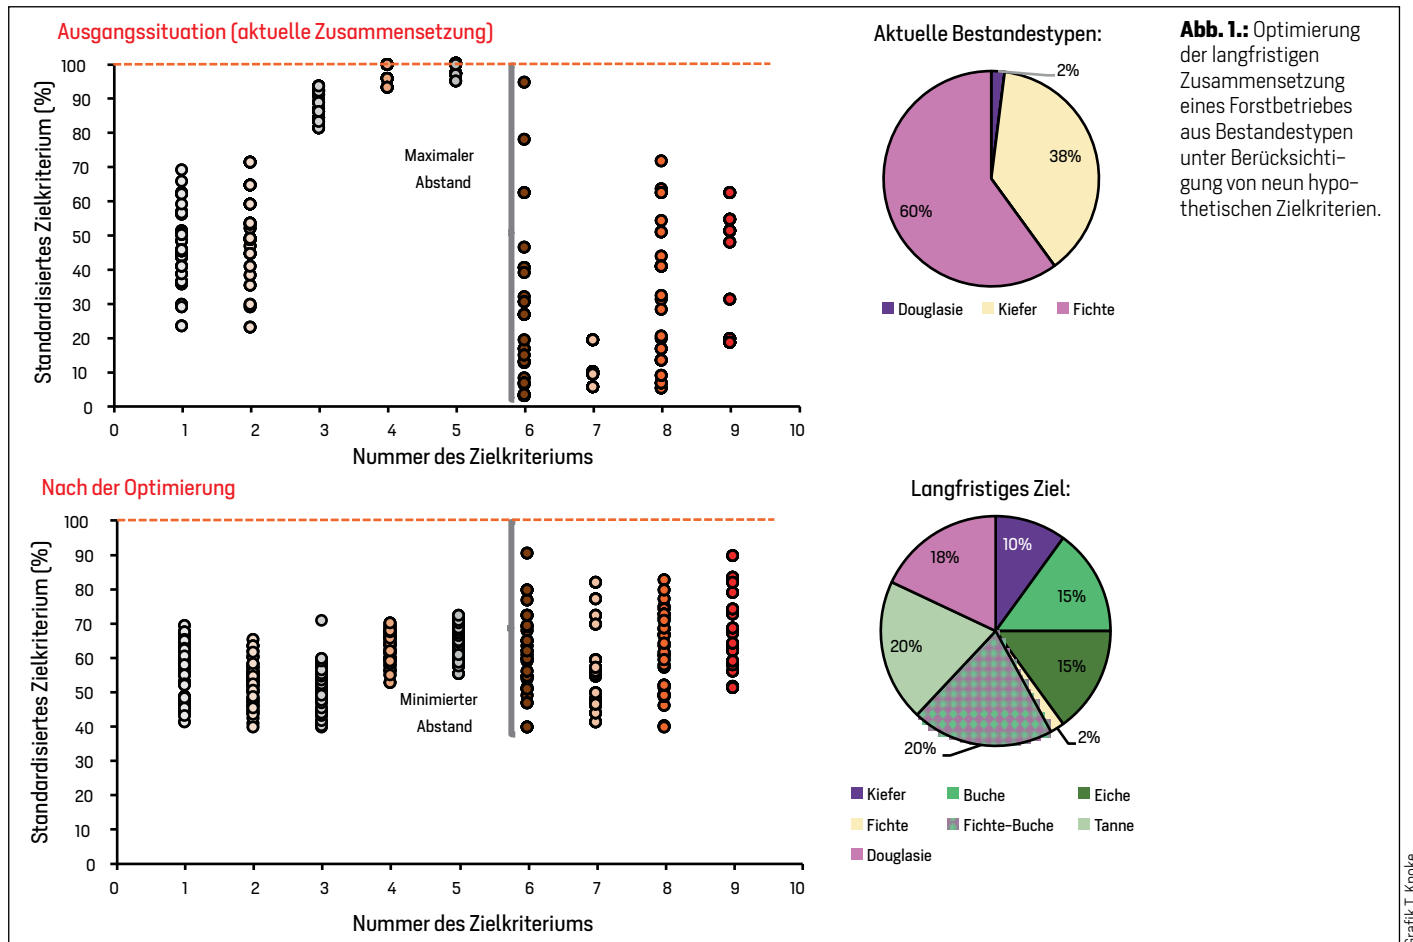 Ausgangssituation (aktuelle Zusammensetzung)
Standardisiertes Zielkriterium (%)
100
90
80
70
60
50
40
30
20
10
0
Maximaler
Abstand
0 1 2 3 4 5 6 7 8 9 10
Nummer des Zielkriteriums
Aktuelle Bestandestypen:
2%
38%
60%
Douglasie Kiefer Fichte
Abb. 1.: Optimierung
der langfristigen
Zusammensetzung
eines Forstbetriebes
aus Bestandestypen
unter Berücksichti-
gung von neun hypo-
thetischen Zielkriterien.
Nach der Optimierung
Standardisiertes Zielkriterium (%)
100
90
80
70
60
50
40
30
20
10
0
Minimierter
Abstand
0 1 2 3 4 5 6 7 8 9 10
Nummer des Zielkriteriums
Langfristiges Ziel:
10%
15%
15%
2%
20%
20%
18%
Kiefer Buche Eiche
Fichte Fichte-Buche Tanne
Douglasie
Grafik T. Knoke